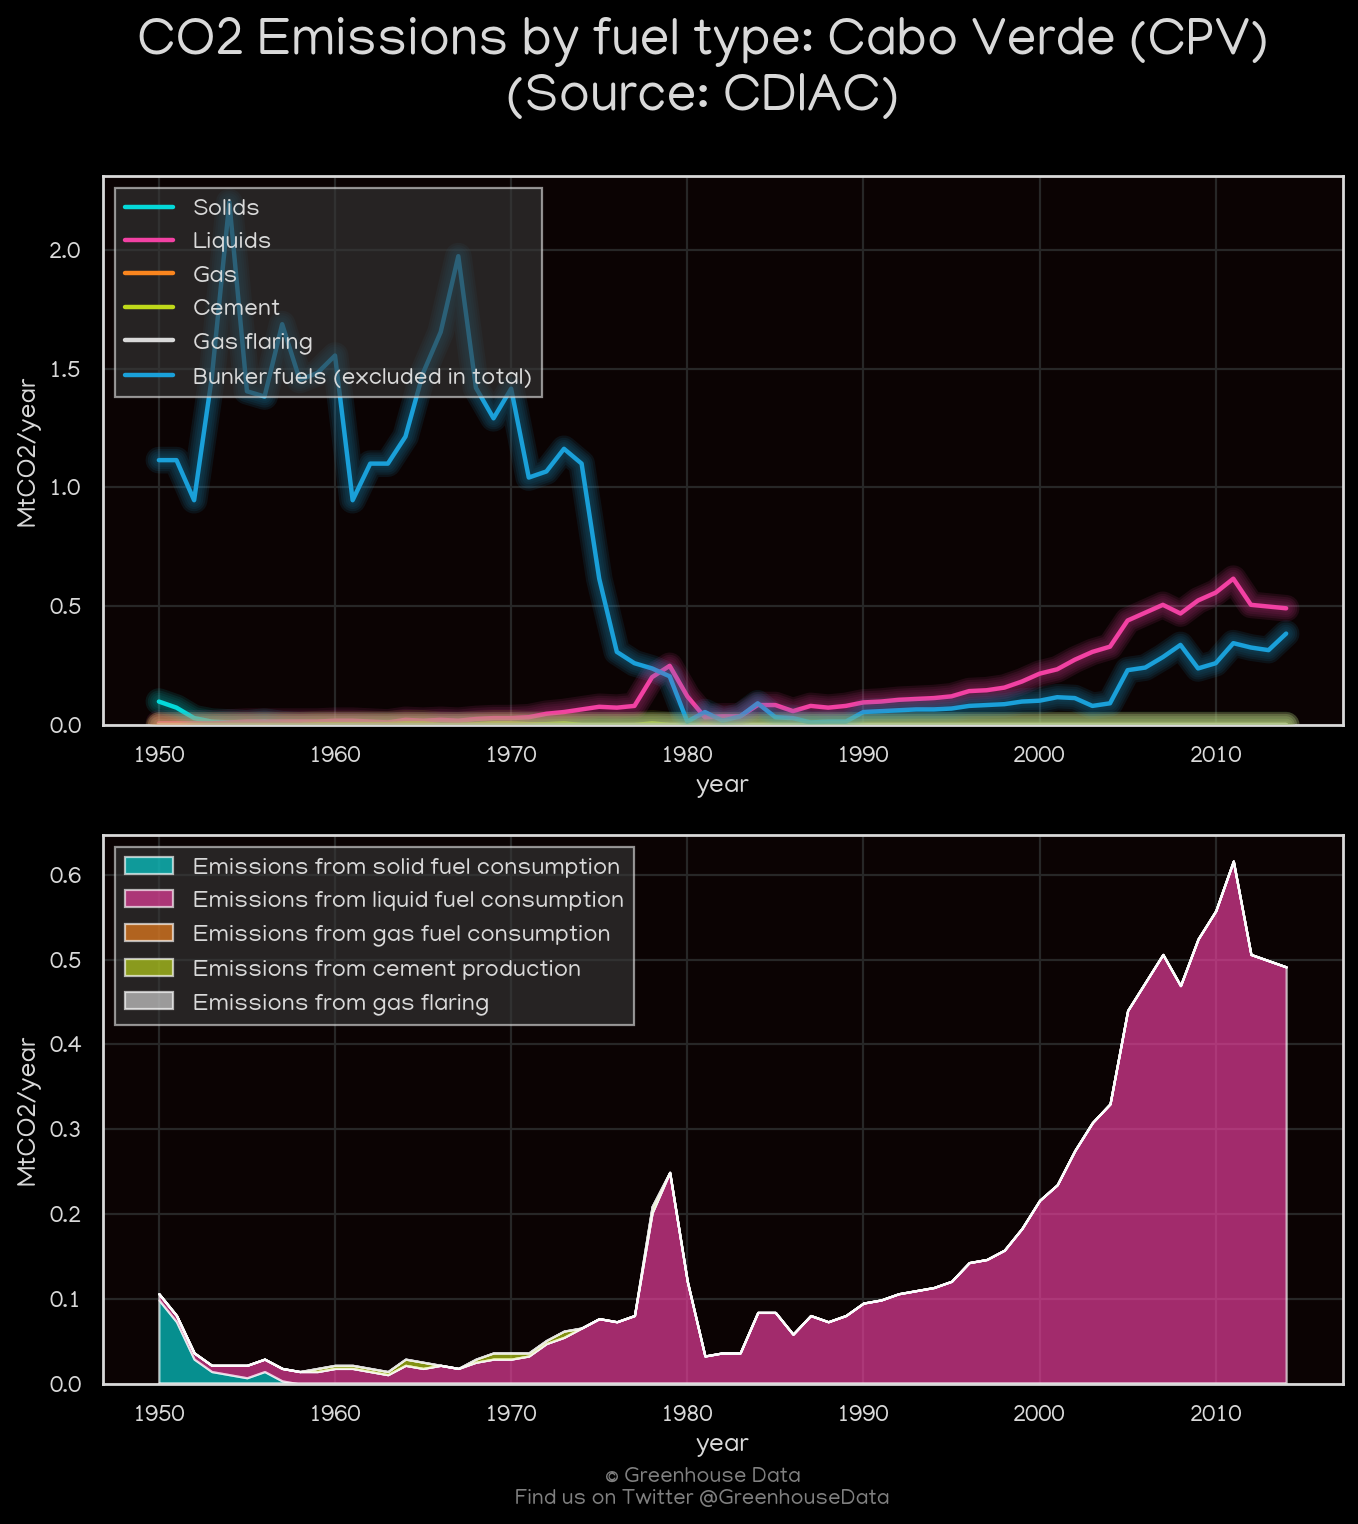 CO2 Emissions by fuel type: Cabo Verde (CPV)
(Source: CDIAC)
Solids
Liquids
Gas
Cement
Gas flaring
Bunker fuels (excluded in total)
2.0
1.5
1.0
0.5
0.0
MtCO2/year
1950 1960 1970 1980 1990 2000 2010
year
Emissions from solid fuel consumption
Emissions from liquid fuel consumption
Emissions from gas fuel consumption
Emissions from cement production
Emissions from gas flaring
0.6
0.5
0.4
0.3
0.2
0.1
0.0
MtCO2/year
1950 1960 1970 1980 1990 2000 2010
year
© Greenhouse Data
Find us on Twitter @GreenhouseData